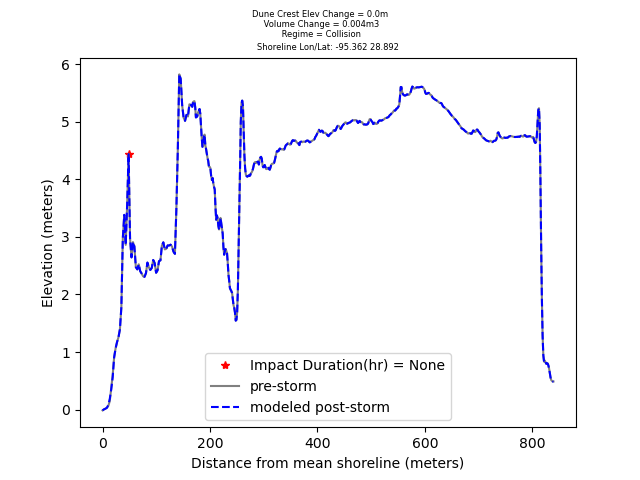 Dune Crest Elev Change = 0.0m
Volume Change = 0.004m3
Regime = Collision
Shoreline Lon/Lat: -95.362 28.892
6
5
4
3
2
1
0
Elevation (meters)
Impact Duration(hr) = None
pre-storm
modeled post-storm
0 200 400 600 800
Distance from mean shoreline (meters)